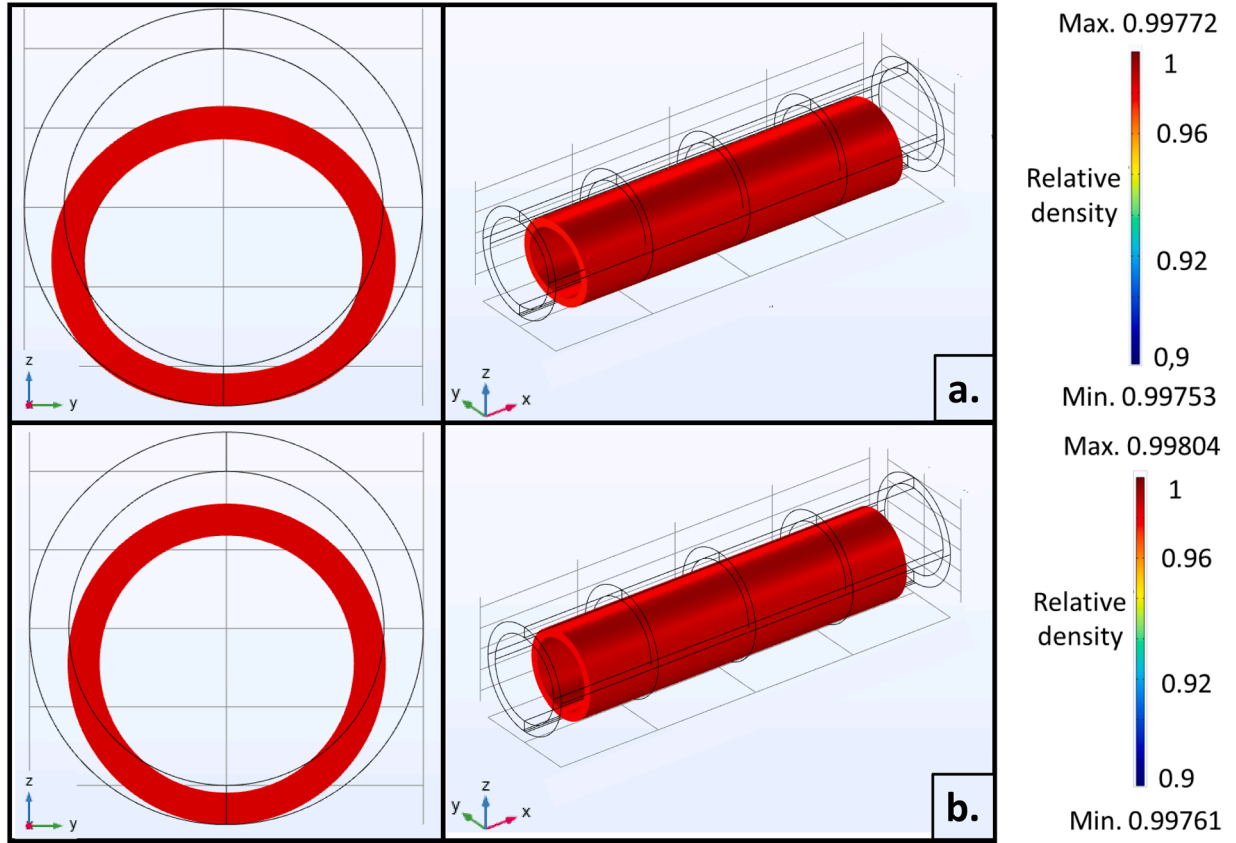 z
y
z
y
x
a.
Max. 0.99772
1
0.96
Relative
density
0.92
0,9
Min. 0.99753
z
y
z
y
x
b.
Max. 0.99804
1
0.96
Relative
density
0.92
0.9
Min. 0.99761